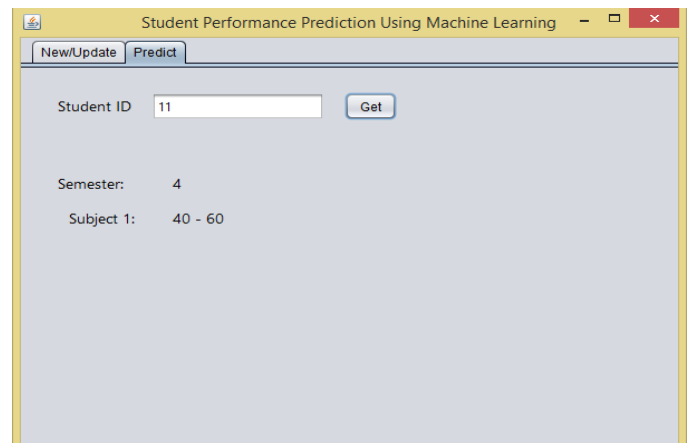 Student Performance Prediction Using Machine Learning
New/Update Predict
Student ID 11 Get
Semester: 4
Subject 1: 40 - 60